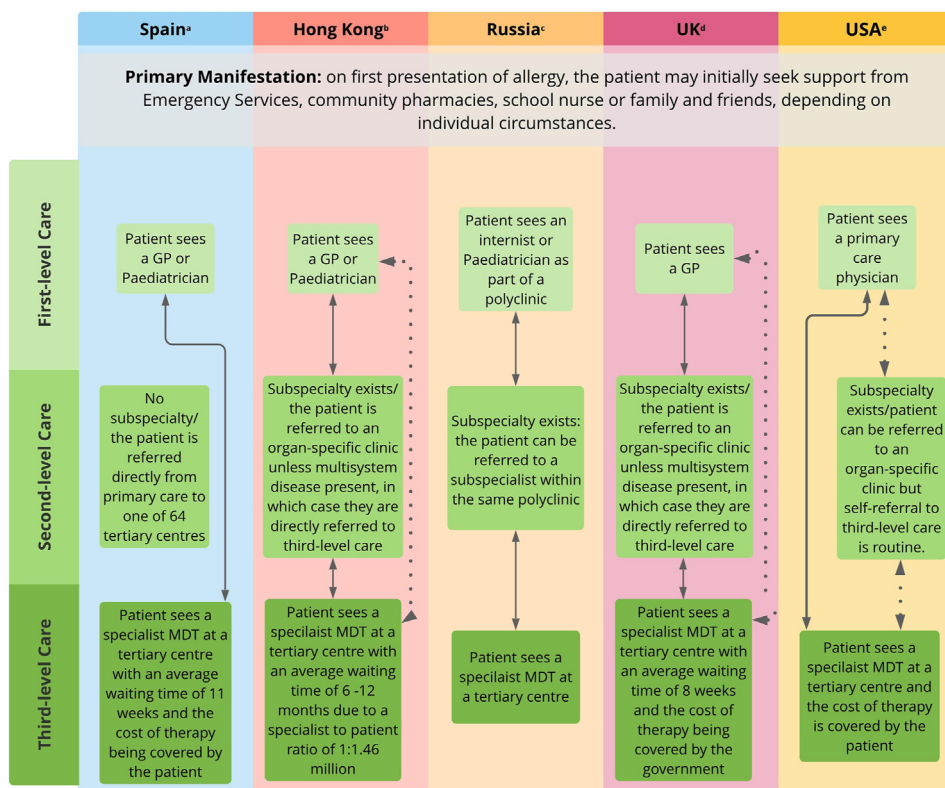 Spainᵃ
Hong Kongᵇ
Russiaᶜ
UKᵈ
USAᵉ
Primary Manifestation: on first presentation of allergy, the patient may initially seek support from
Emergency Services, community pharmacies, school nurse or family and friends, depending on
individual circumstances.
First-level Care
Patient sees
a GP or
Paediatrician
Patient sees
a GP or
Paediatrician
Patient sees an
internist or
Paediatrician as
part of a
polyclinic
Patient sees
a GP
Patient sees
a primary
care
physician
Second-level Care
No
subspecialty/
the patient is
referred
directly from
primary care to
one of 64
tertiary centres
Subspecialty exists/
the patient is
referred to an
organ-specific clinic
unless multisystem
disease present, in
which case they are
directly referred to
third-level care
Subspecialty exists:
the patient can be
referred to a
subspecialist within
the same polyclinic
Subspecialty exists/
the patient is
referred to an
organ-specific clinic
unless multisystem
disease present, in
which case they are
directly referred to
third-level care
Subspecialty
exists/patient
can be referred
to an
organ-specific
clinic but
self-referral to
third-level care
is routine.
Third-level Care
Patient sees a
specialist MDT at a
tertiary centre
with an average
waiting time of 11
weeks and the
cost of therapy
being covered by
the patient
Patient sees a
specilaist MDT at a
tertiary centre with
an average waiting
time of 6 -12
months due to a
specialist to patient
ratio of 1:1.46
million
Patient sees a
specilaist MDT at
a tertiary centre
Patient sees a
specialist MDT at a
tertiary centre with
an average waiting
time of 8 weeks
and the cost of
therapy being
covered by the
government
Patient sees a
specilaist MDT at a
tertiary centre and
the cost of therapy
is covered by the
patient